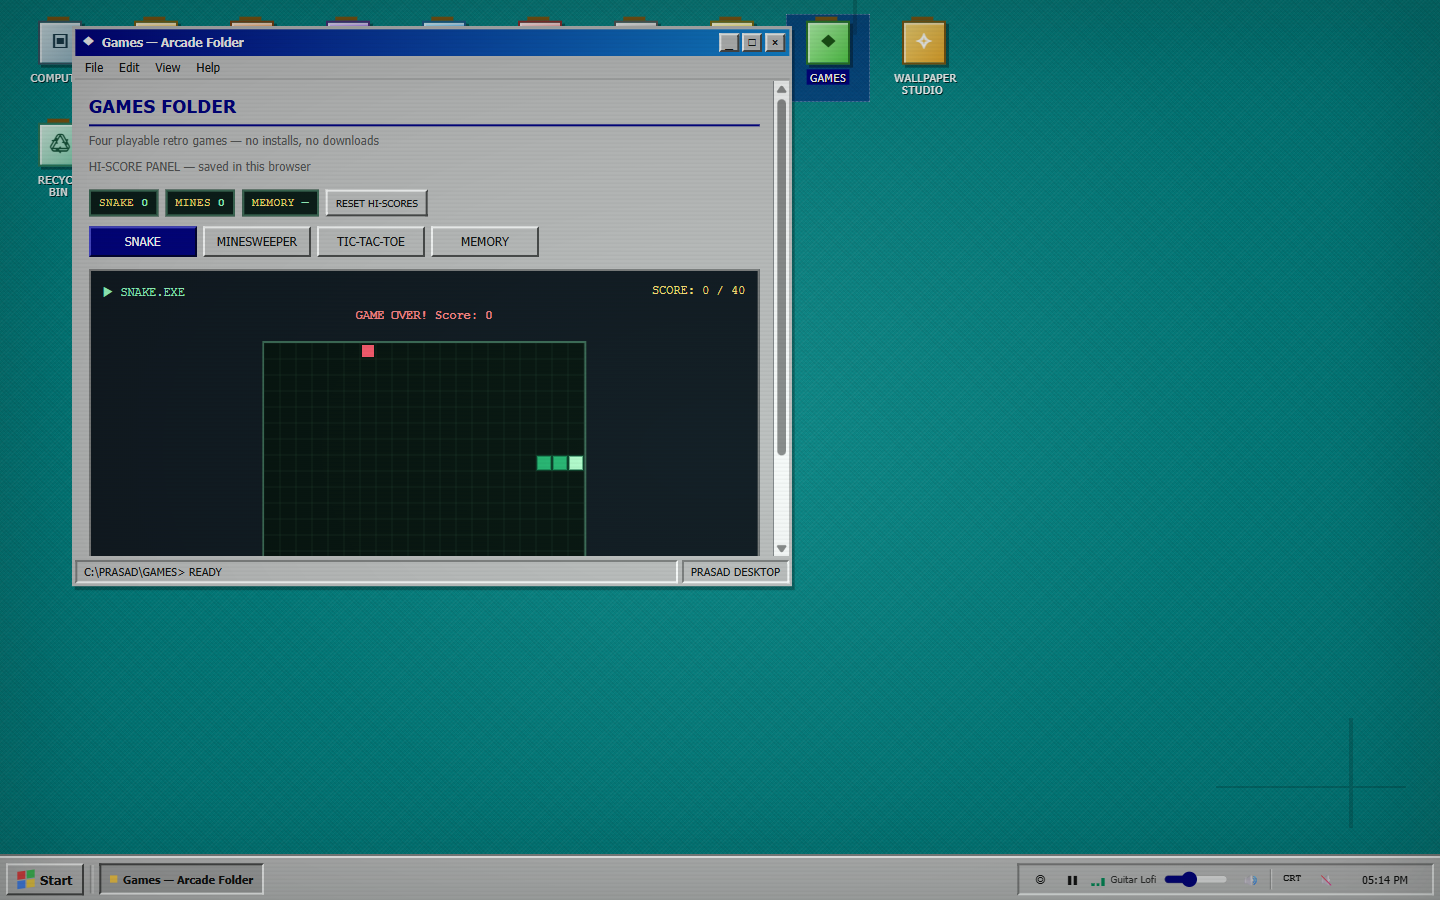 Games — Arcade Folder
File Edit View Help
GAMES FOLDER
Four playable retro games — no installs, no downloads
HI-SCORE PANEL — saved in this browser
SNAKE 0 MINES 0 MEMORY — RESET HI-SCORES
SNAKE MINESWEEPER TIC-TAC-TOE MEMORY
▶ SNAKE.EXE SCORE: 0 / 40
GAME OVER! Score: 0
C:\PRASAD\GAMES> READY PRASAD DESKTOP
GAMES
WALLPAPER
STUDIO
BIN
Start Games — Arcade Folder Guitar Lofi CRT 05:14 PM